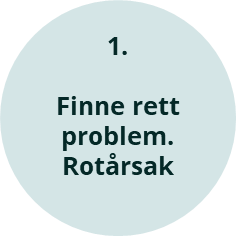 1.
Finne rett
problem.
Rotårsak